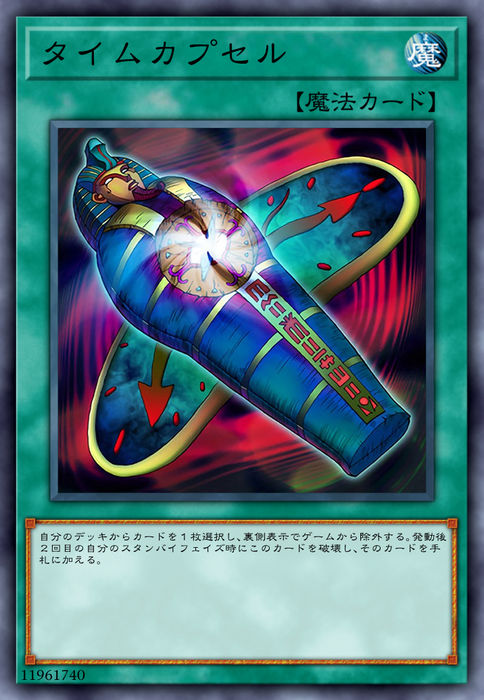 タイムカプセル
魔
【魔法カード】
自分のデッキからカードを１枚選択し、裏側表示でゲームから除外する。発動後
２回目の自分のスタンバイフェイズ時にこのカードを破壊し、そのカードを手
札に加える。
11961740